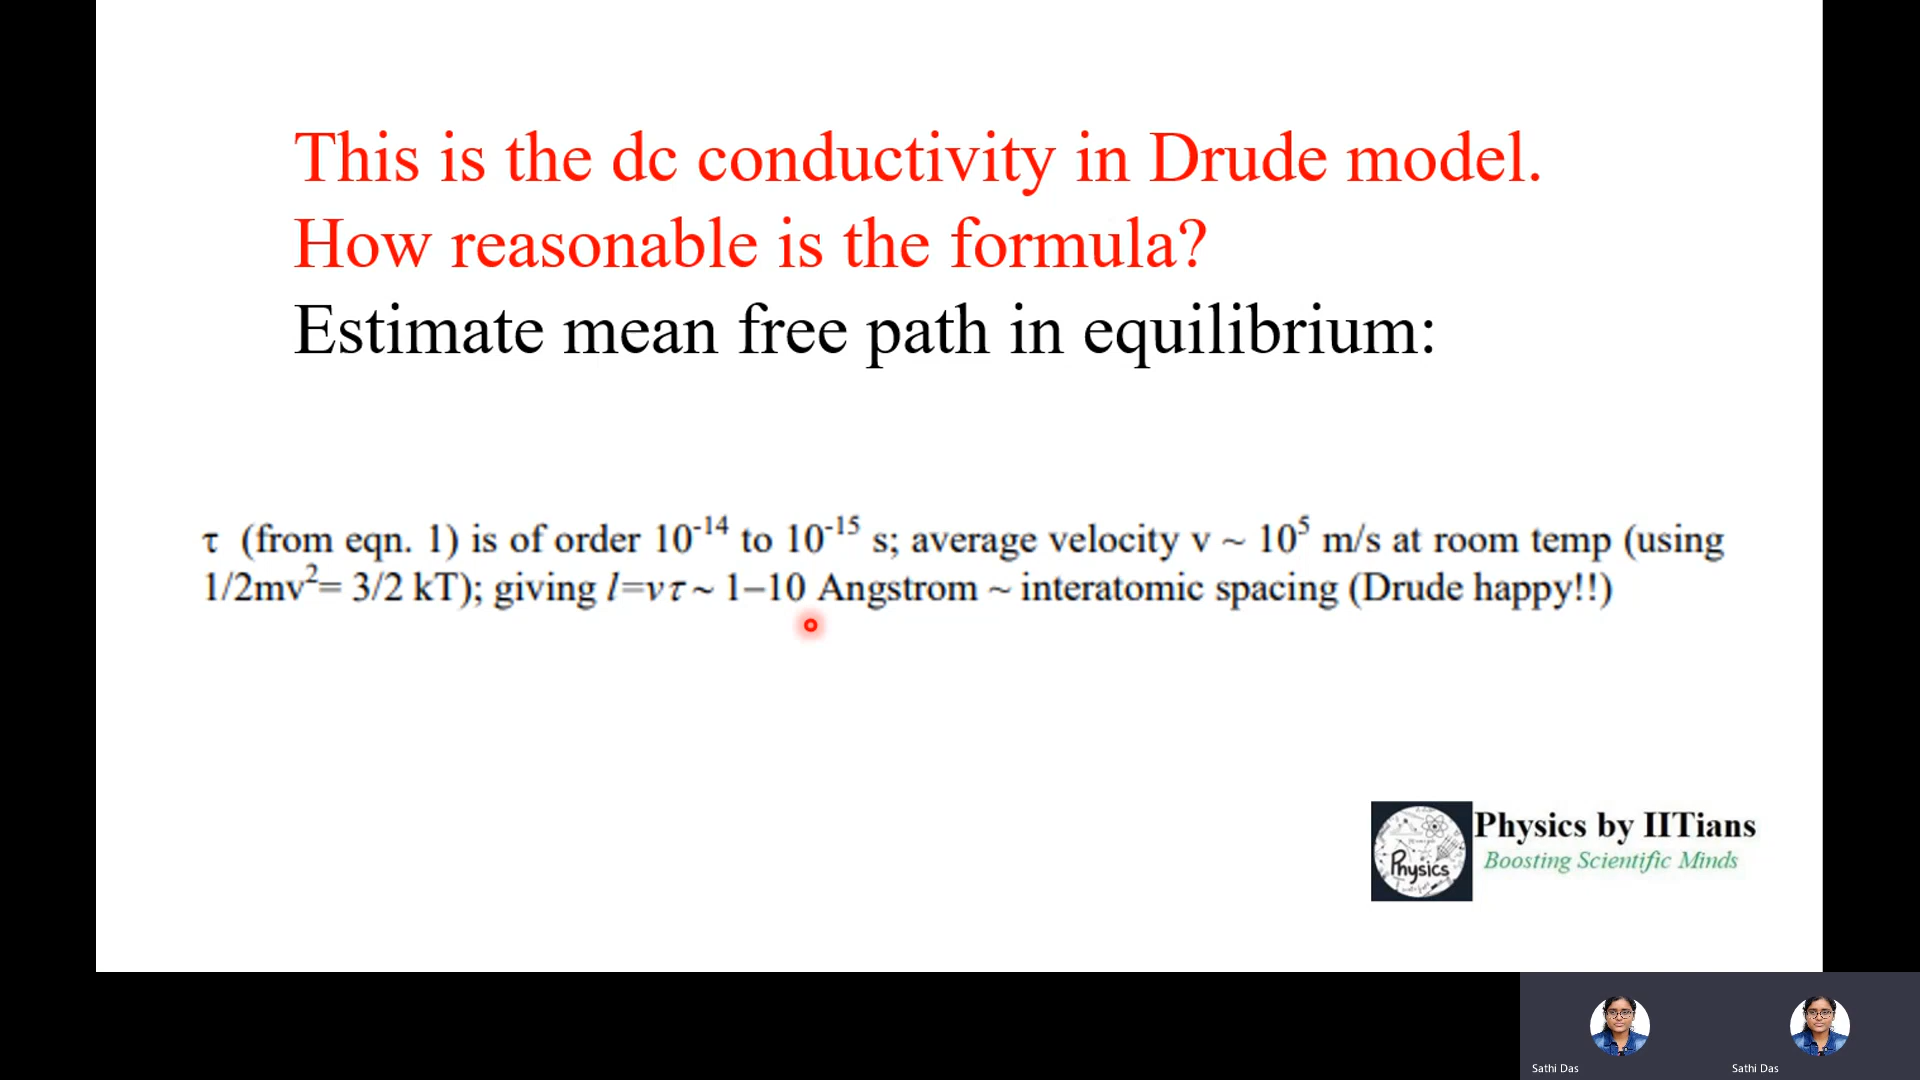 This is the dc conductivity in Drude model.
How reasonable is the formula?
Estimate mean free path in equilibrium:
τ (from eqn. 1) is of order 10⁻¹⁴ to 10⁻¹⁵ s; average velocity v ~ 10⁵ m/s at room temp (using
1/2mv²= 3/2 kT); giving l=vτ ~ 1–10 Angstrom ~ interatomic spacing (Drude happy!!)
Physics
Physics by IITians
Boosting Scientific Minds
Sathi Das
Sathi Das